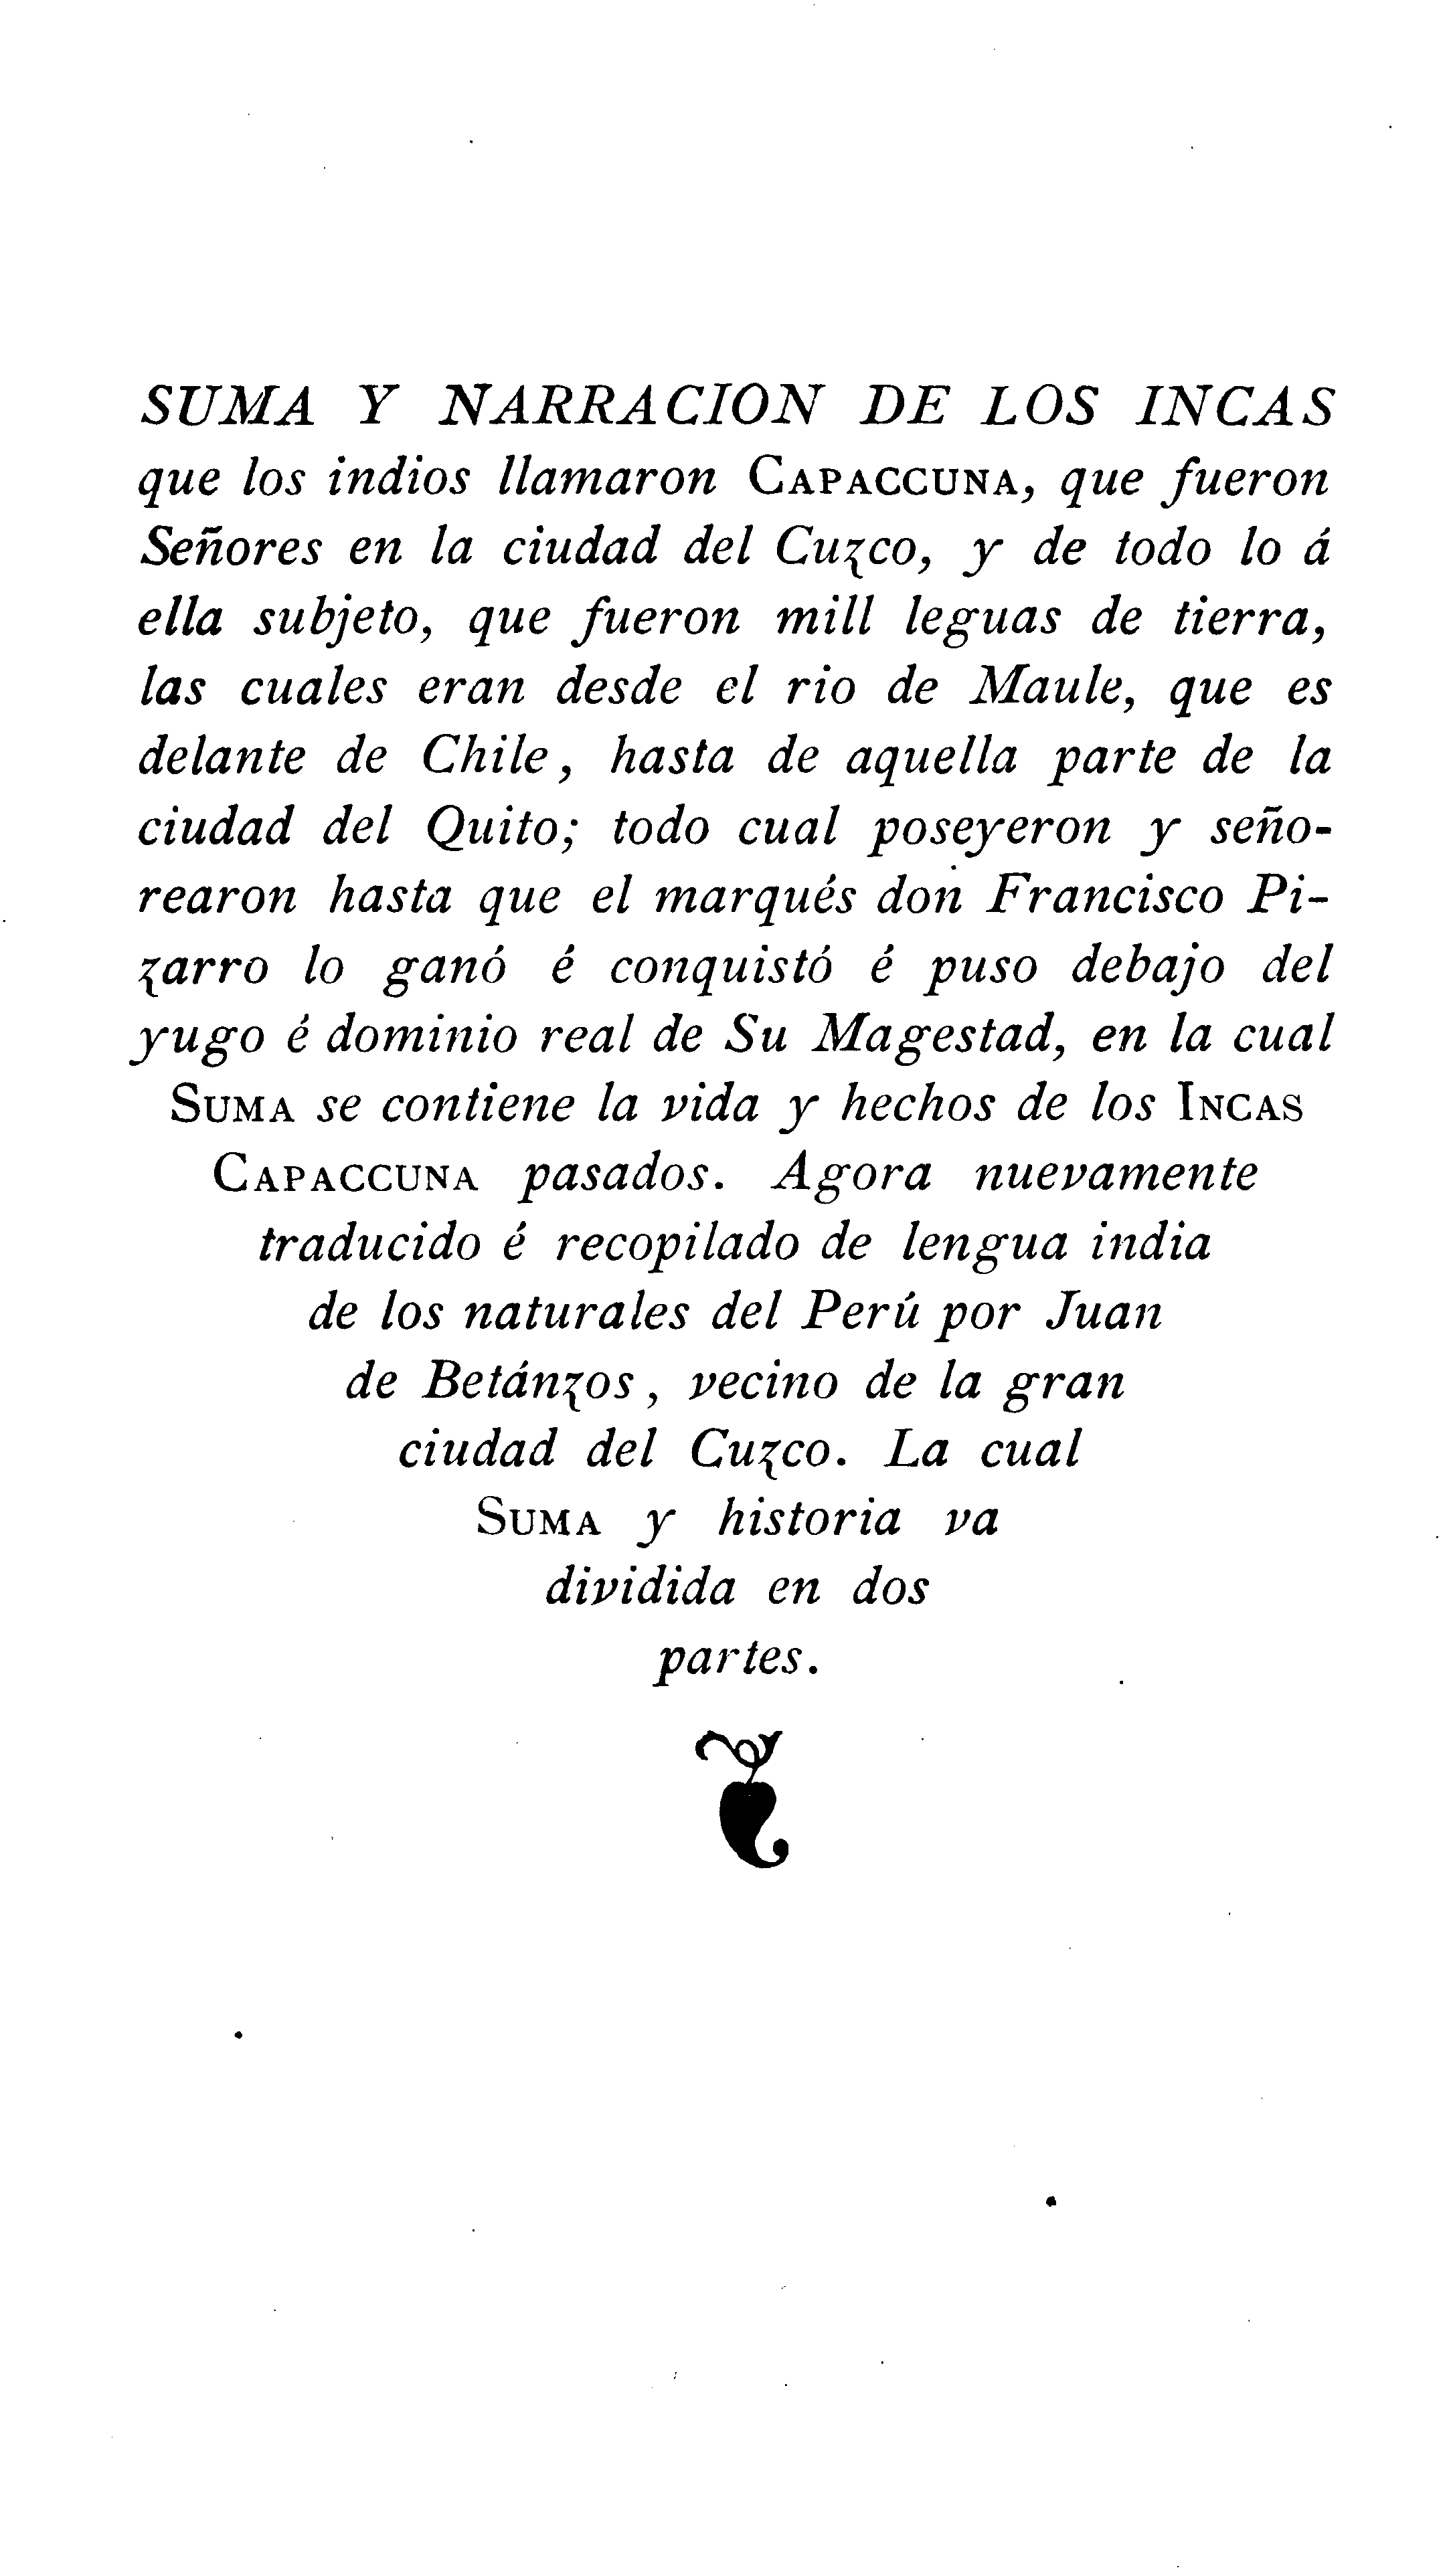 SUMA Y NARRACION DE LOS INCAS
que los indios llamaron CAPACCUNA, que fueron
Señores en la ciudad del Cuzco, y de todo lo á
ella subjeto, que fueron mill leguas de tierra,
las cuales eran desde el rio de Maule, que es
delante de Chile, hasta de aquella parte de la
ciudad del Quito; todo cual poseyeron y seño-
rearon hasta que el marqués don Francisco Pi-
zarro lo ganó é conquistó é puso debajo del
yugo é dominio real de Su Magestad, en la cual
SUMA se contiene la vida y hechos de los INCAS
CAPACCUNA pasados. Agora nuevamente
traducido é recopilado de lengua india
de los naturales del Perú por Juan
de Betánzos, vecino de la gran
ciudad del Cuzco. La cual
SUMA y historia va
dividida en dos
partes.